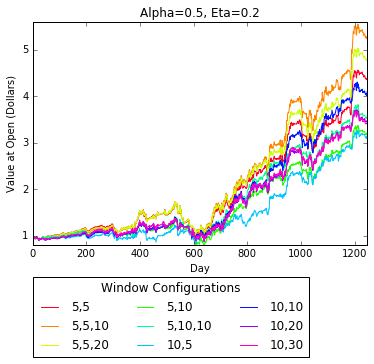 Alpha=0.5, Eta=0.2
Value at Open (Dollars)
5
4
3
2
1
0 200 400 600 800 1000 1200
Day
Window Configurations
5,5 5,10 10,10
5,5,10 5,10,10 10,20
5,5,20 10,5 10,30